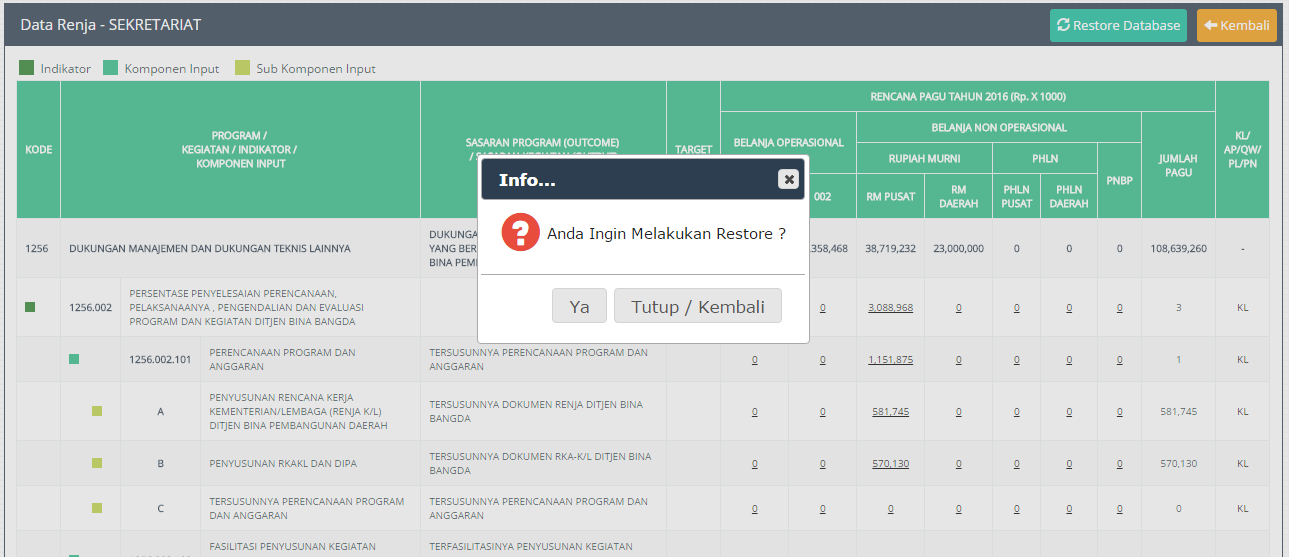 Data Renja - SEKRETARIAT
Restore Database
Kembali
Indikator
Komponen Input
Sub Komponen Input
KODE
PROGRAM /
KEGIATAN / INDIKATOR /
KOMPONEN INPUT
SASARAN PROGRAM (OUTCOME)
TARGET
RENCANA PAGU TAHUN 2016 (Rp. X 1000)
BELANJA OPERASIONAL
002
BELANJA NON OPERASIONAL
RUPIAH MURNI
RM PUSAT
RM
DAERAH
PHLN
PHLN
PUSAT
PHLN
DAERAH
PNBP
JUMLAH
PAGU
KL/
AP/QW/
PL/PN
Info...
Anda Ingin Melakukan Restore ?
Ya
Tutup / Kembali
1256
DUKUNGAN MANAJEMEN DAN DUKUNGAN TEKNIS LAINNYA
DUKUNGA
YANG BER
BINA PEM
358,468
38,719,232
23,000,000
0
0
0
108,639,260
-
1256.002
PERSENTASE PENYELESAIAN PERENCANAAN,
PELAKSANAANYA , PENGENDALIAN DAN EVALUASI
PROGRAM DAN KEGIATAN DITJEN BINA BANGDA
0
3,088,968
0
0
0
0
3
KL
1256.002.101
PERENCANAAN PROGRAM DAN
ANGGARAN
TERSUSUNNYA PERENCANAAN PROGRAM DAN
ANGGARAN
0
0
1,151,875
0
0
0
0
1
KL
A
PENYUSUNAN RENCANA KERJA
KEMENTERIAN/LEMBAGA (RENJA K/L)
DITJEN BINA PEMBANGUNAN DAERAH
TERSUSUNNYA DOKUMEN RENJA DITJEN BINA
BANGDA
0
0
581,745
0
0
0
0
581,745
KL
B
PENYUSUNAN RKAKL DAN DIPA
TERSUSUNNYA DOKUMEN RKA-K/L DITJEN BINA
BANGDA
0
0
570,130
0
0
0
0
570,130
KL
C
TERSUSUNNYA PERENCANAAN PROGRAM
DAN ANGGARAN
TERSUSUNNYA PERENCANAAN PROGRAM DAN
ANGGARAN
0
0
0
0
0
0
0
0
KL
FASILITASI PENYUSUNAN KEGIATAN
TERFASILITASINYA PENYUSUNAN KEGIATAN